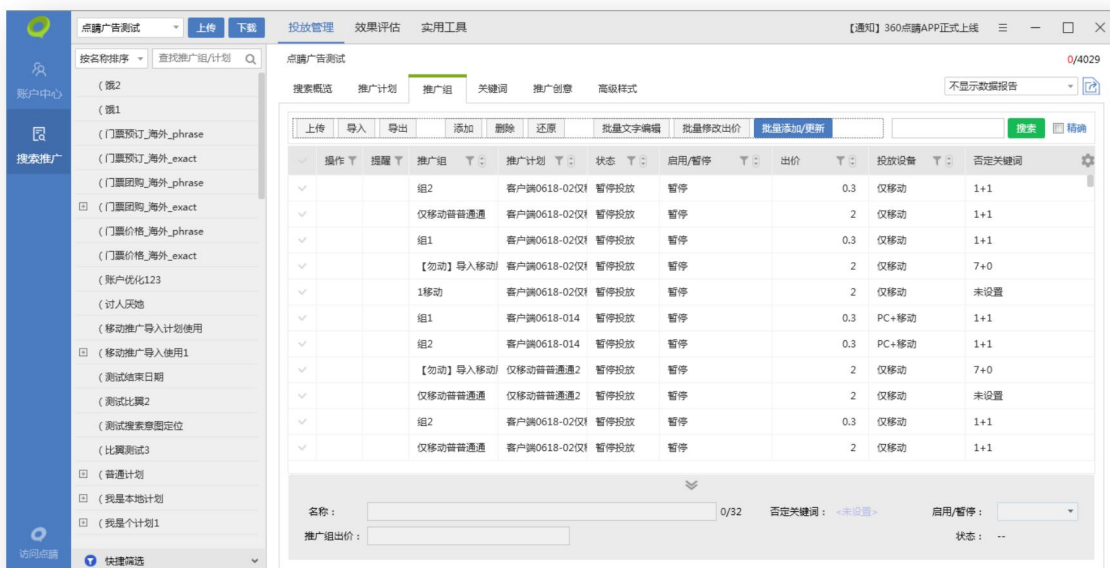 点睛广告测试 上传 下载 投放管理 效果评估 实用工具 【通知】360点睛APP正式上线
按名称排序 查找推广组/计划 点睛广告测试 0/4029
账户中心
搜索推广
(饿2
(饿1
(门票预订_海外_phrase
(门票预订_海外_exact
(门票团购_海外_phrase
(门票团购_海外_exact
(门票价格_海外_phrase
(门票价格_海外_exact
(账户优化123
(讨人厌她
(移动推广导入计划使用
(移动推广导入使用1
(测试结束日期
(测试比翼2
(测试搜索意图定位
(比翼测试3
(普通计划
(我是本地计划
(我是个计划1
快捷筛选
访问点睛
搜索概览 推广计划 推广组 关键词 推广创意 高级样式 不显示数据报告
上传 导入 导出 添加 删除 还原 批量文字编辑 批量修改出价 批量添加/更新 搜索 精确
操作 提醒 推广组 推广计划 状态 启用/暂停 出价 投放设备 否定关键词
组2 客户端0618-02仅 暂停投放 暂停 0.3 仅移动 1+1
仅移动普普通通 客户端0618-02仅 暂停投放 暂停 2 仅移动 1+1
组1 客户端0618-02仅 暂停投放 暂停 0.3 仅移动 1+1
【勿动】导入移动 客户端0618-02仅 暂停投放 暂停 2 仅移动 7+0
1移动 客户端0618-02仅 暂停投放 暂停 2 仅移动 未设置
组1 客户端0618-014 暂停投放 暂停 0.3 PC+移动 1+1
组2 客户端0618-014 暂停投放 暂停 0.3 PC+移动 1+1
【勿动】导入移动 仅移动普普通通2 暂停投放 暂停 2 仅移动 7+0
仅移动普普通通 仅移动普普通通2 暂停投放 暂停 2 仅移动 未设置
组2 客户端0618-02仅 暂停投放 暂停 0.3 仅移动 1+1
仅移动普普通通 客户端0618-02仅 暂停投放 暂停 2 仅移动 1+1
名称: 0/32 否定关键词: <未设置> 启用/暂停:
推广组出价: 状态: --